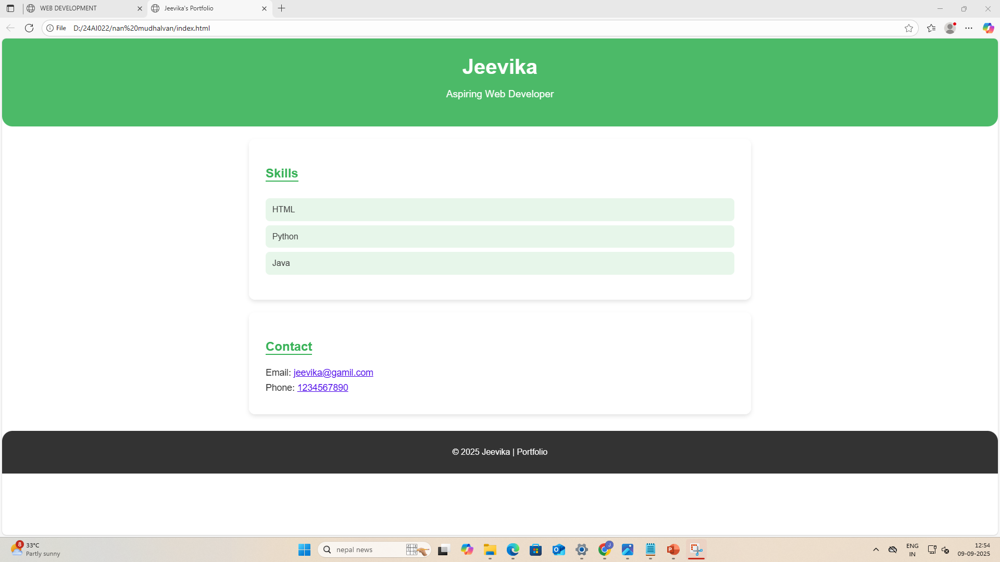 WEB DEVELOPMENT
Jeevika's Portfolio
File D:/24AI022/nan%20mudhalvan/index.html
Jeevika
Aspiring Web Developer
Skills
HTML
Python
Java
Contact
Email: jeevika@gamil.com
Phone: 1234567890
© 2025 Jeevika | Portfolio
8
33°C
Partly sunny
nepal news
J
ENG
IN
12:54
09-09-2025